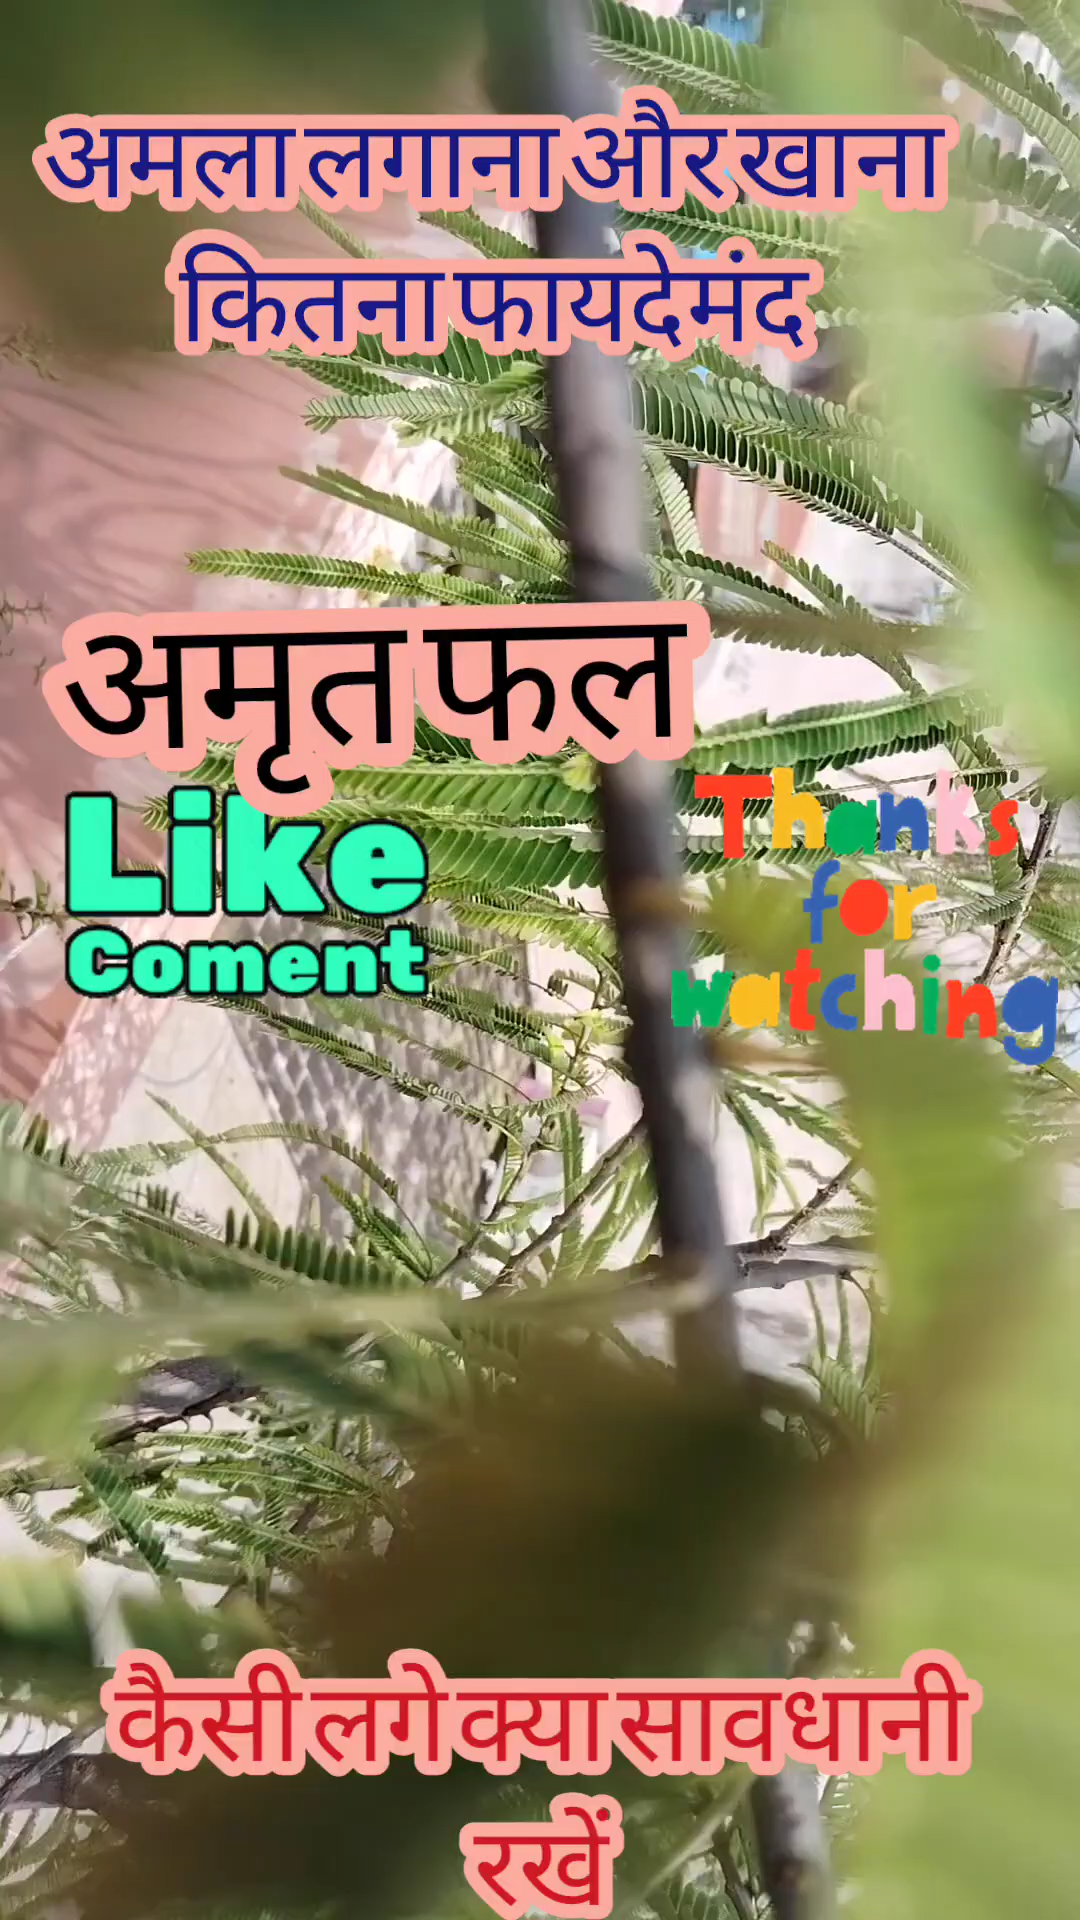 अमला लगाना और खाना
कितना फायदेमंद
अमृत फल
Like
Coment
Thanks
for
watching
कैसी लगे क्या सावधानी
रखें